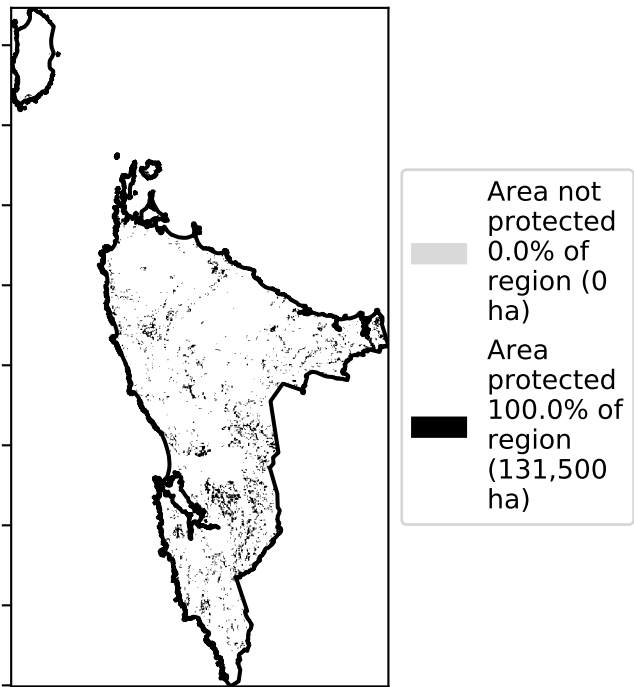 Area not
protected
0.0% of
region (0
ha)
Area
protected
100.0% of
region
(131,500
ha)